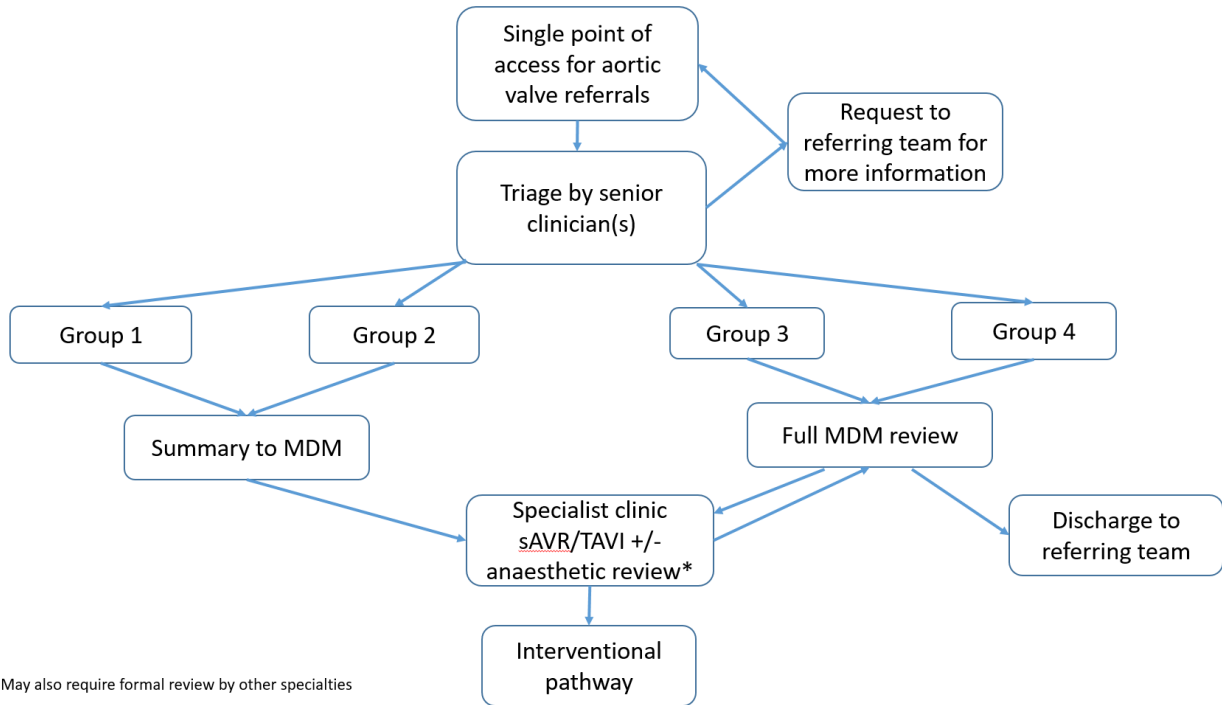 Single point of
access for aortic
valve referrals
Request to
referring team for
more information
Triage by senior
clinician(s)
Group 1
Group 2
Group 3
Group 4
Summary to MDM
Full MDM review
Specialist clinic
sAVR/TAVI +/-
anaesthetic review*
Discharge to
referring team
Interventional
pathway
May also require formal review by other specialties